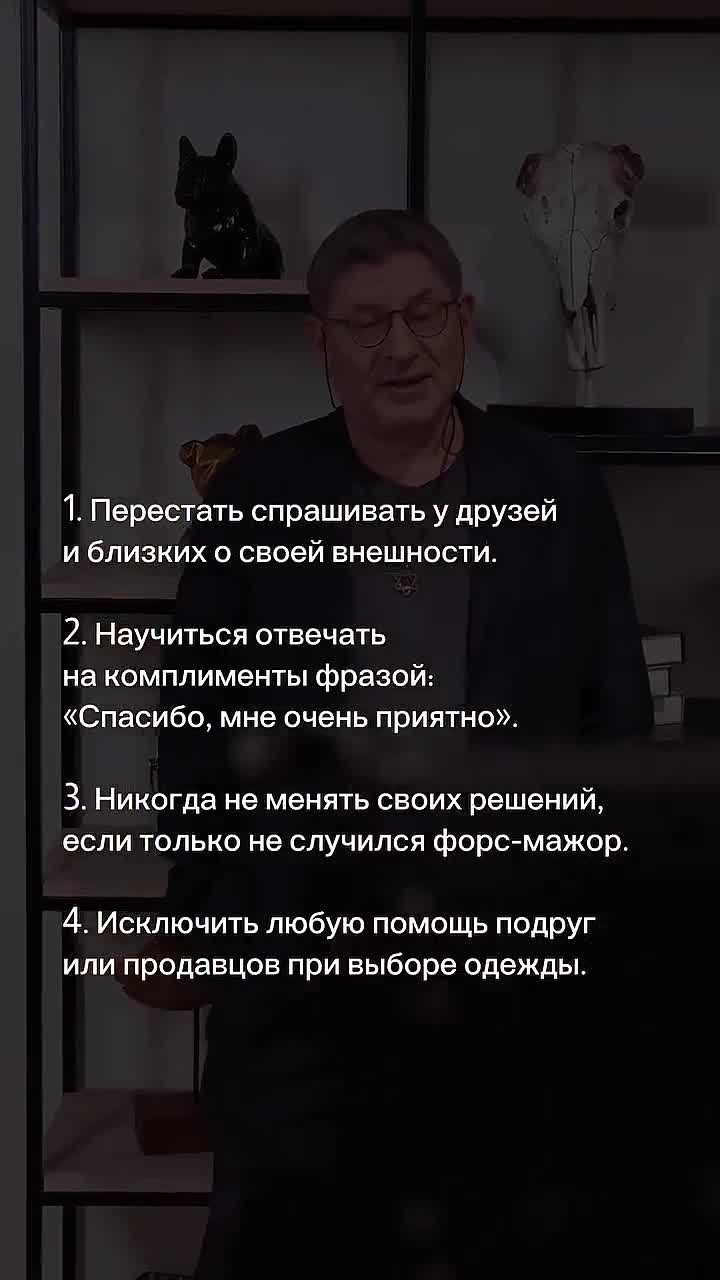 1. Перестать спрашивать у друзей
и близких о своей внешности.
2. Научиться отвечать
на комплименты фразой:
«Спасибо, мне очень приятно».
3. Никогда не менять своих решений,
если только не случился форс-мажор.
4. Исключить любую помощь подруг
или продавцов при выборе одежды.